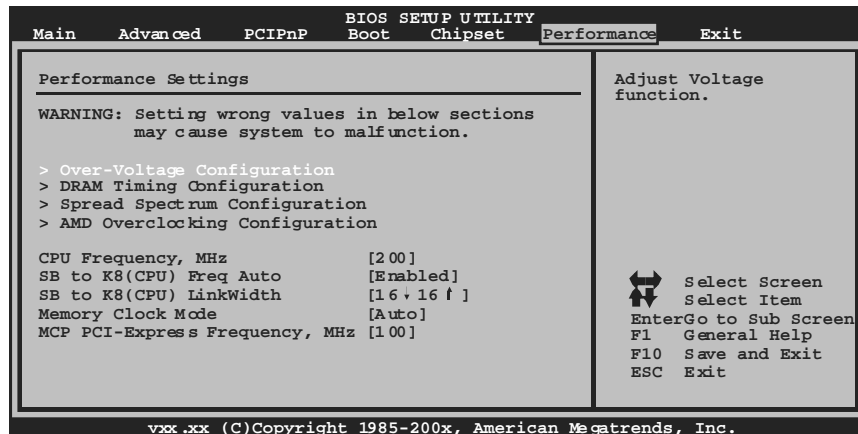 BIOS SETUP UTILITY
Main Advanced PCIPnP Boot Chipset Performance Exit
Performance Settings
WARNING: Setting wrong values in below sections
may cause system to malfunction.
> Over-Voltage Configuration
> DRAM Timing Configuration
> Spread Spectrum Configuration
> AMD Overclocking Configuration
CPU Frequency, MHz [200]
SB to K8(CPU) Freq Auto [Enabled]
SB to K8(CPU) LinkWidth [16↓16↑]
Memory Clock Mode [Auto]
MCP PCI-Express Frequency, MHz [100]
Adjust Voltage
function.
Select Screen
Select Item
EnterGo to Sub Screen
F1 General Help
F10 Save and Exit
ESC Exit
vxx.xx (C)Copyright 1985-200x, American Megatrends, Inc.